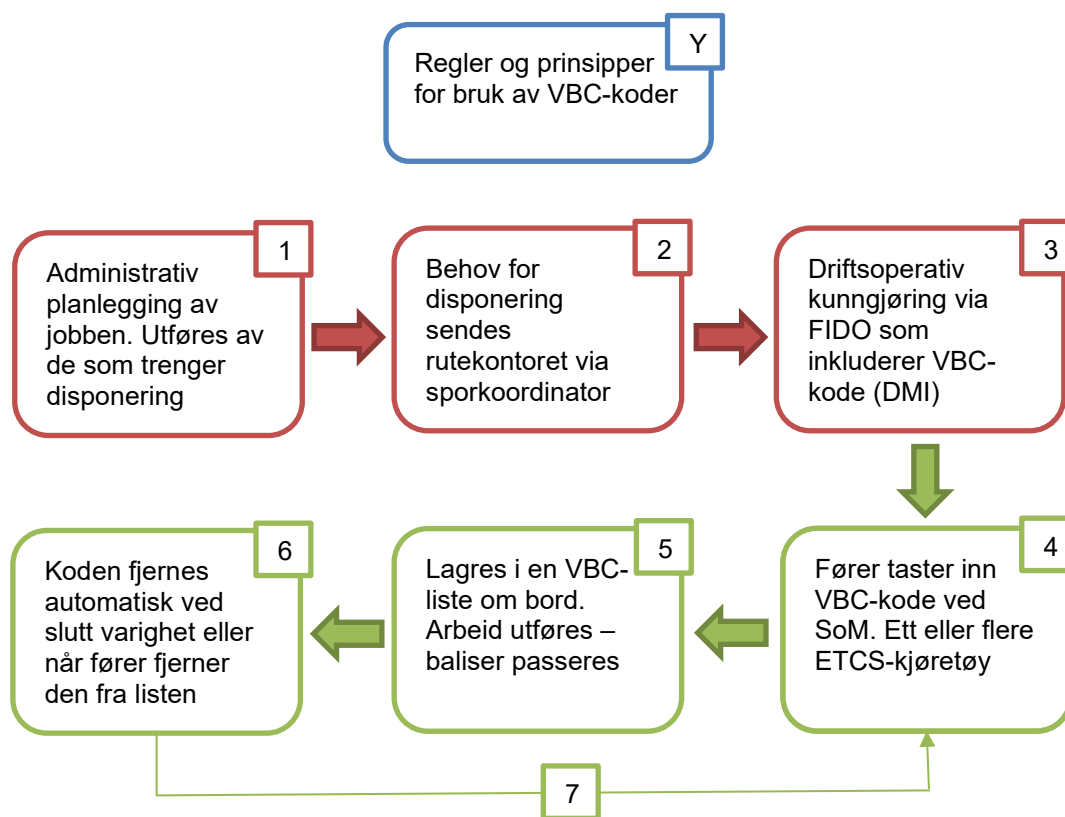 Y
Regler og prinsipper
for bruk av VBC-koder
1
Administrativ
planlegging av
jobben. Utføres av
de som trenger
disponering
2
Behov for
disponering
sendes
rutekontoret via
sporkoordinator
3
Driftsoperativ
kunngjøring via
FIDO som
inkluderer VBC-
kode (DMI)
4
Fører taster inn
VBC-kode ved
SoM. Ett eller flere
ETCS-kjøretøy
5
Lagres i en VBC-
liste om bord.
Arbeid utføres –
baliser passeres
6
Koden fjernes
automatisk ved
slutt varighet eller
når fører fjerner
den fra listen
7